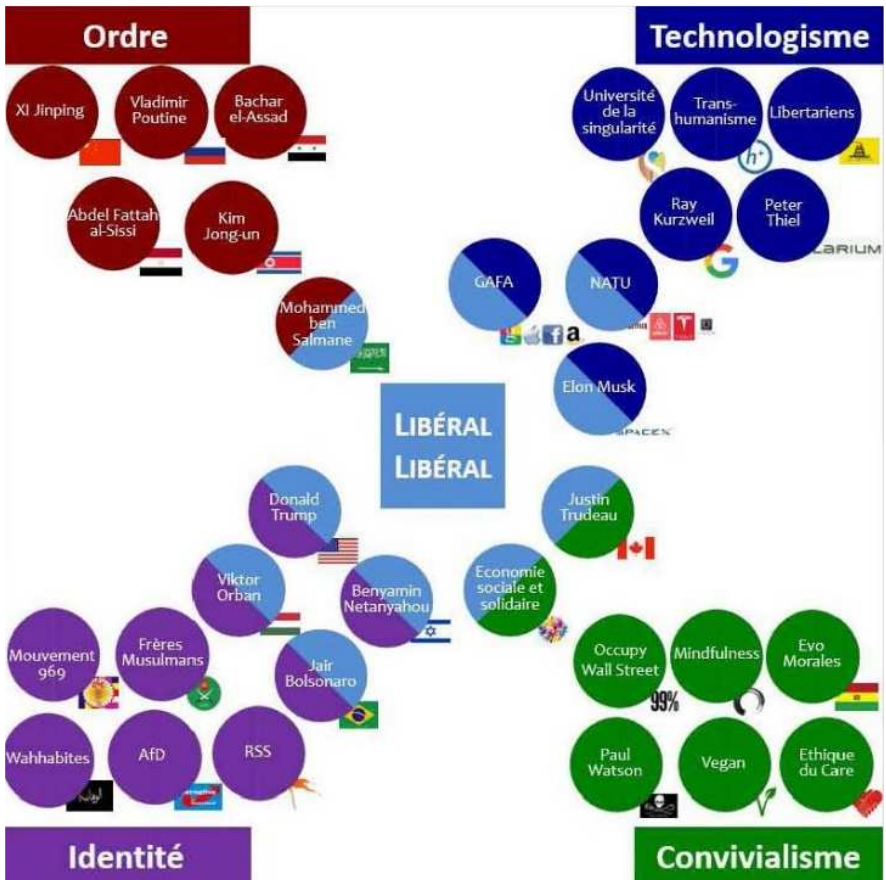 Ordre
Technologisme
XI Jinping
Vladimir
Poutine
Bachar
el-Assad
Université
de la
singularité
Trans-
humanisme
Libertariens
h+
Abdel Fattah
al-Sissi
Kim
Jong-un
Ray
Kurzweil
Peter
Thiel
G
LARIUM
Mohammed
ben
Salmane
GAFA
NATU
g
f
a
T
Elon Musk
SPACEX
LIBÉRAL
LIBÉRAL
Donald
Trump
Justin
Trudeau
Viktor
Orban
Benyamin
Netanyahou
Economie
sociale et
solidaire
Mouvement
969
Frères
Musulmans
Jair
Bolsonaro
Occupy
Wall Street
99%
Mindfulness
Evo
Morales
Wahhabites
AfD
RSS
Paul
Watson
Vegan
Ethique
du Care
Identité
Convivialisme